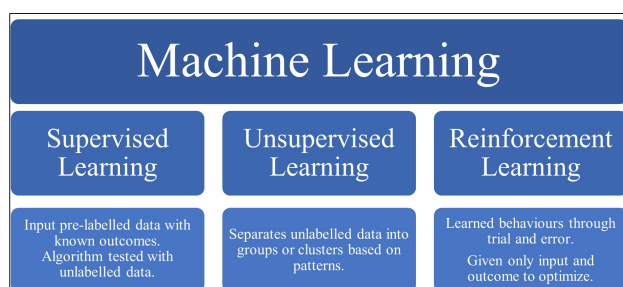 Machine Learning
Supervised
Learning
Unsupervised
Learning
Reinforcement
Learning
Input pre-labelled data with
known outcomes.
Algorithm tested with
unlabelled data.
Separates unlabelled data into
groups or clusters based on
patterns.
Learned behaviours through
trial and error.
Given only input and
outcome to optimize.